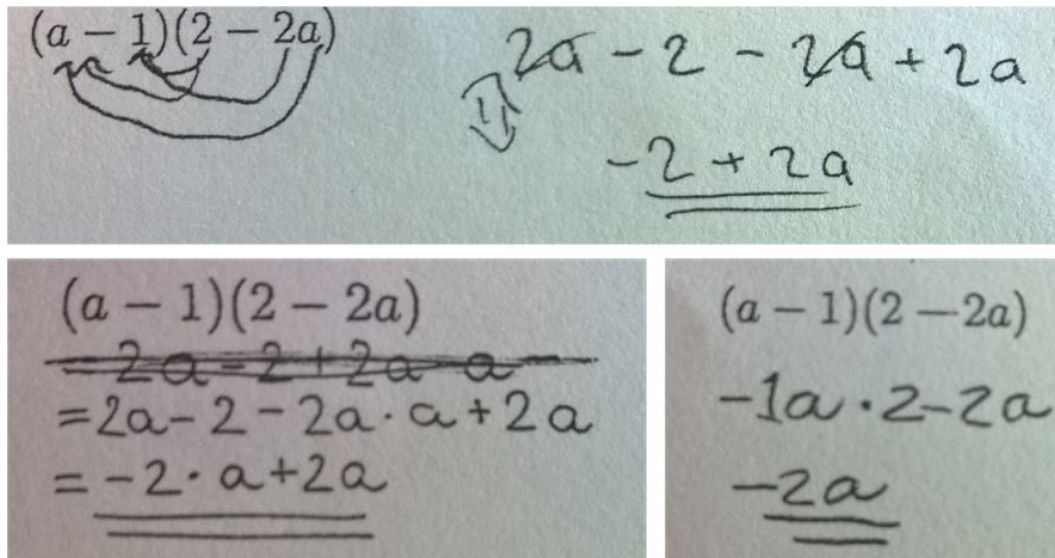 (a − 1)(2 − 2a)
2a − 2 − 2a + 2a
⇓ −2 + 2a
(a − 1)(2 − 2a)
= 2a − 2 + 2a · a −
= 2a − 2 − 2a · a + 2a
= −2 · a + 2a
(a − 1)(2 − 2a)
−1a · 2 − 2a
−2a